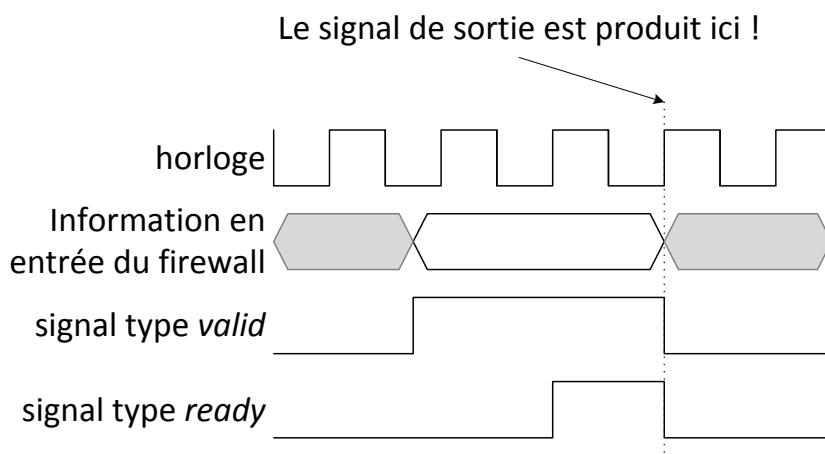 Le signal de sortie est produit ici !
horloge
Information en
entrée du firewall
signal type valid
signal type ready